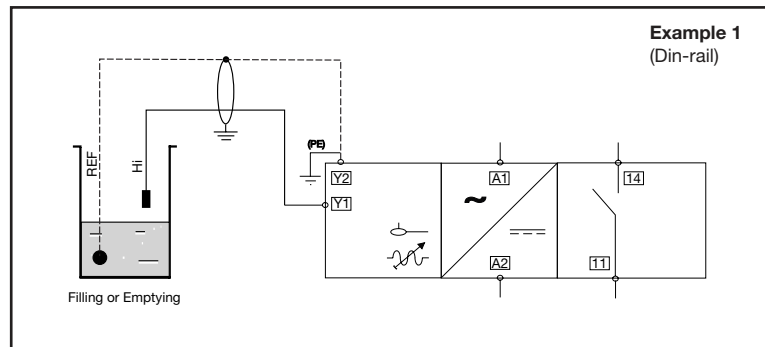 Example 1
(Din-rail)
REF
Hi
(PE)
Y2
Y1
A1
A2
14
11
Filling or Emptying